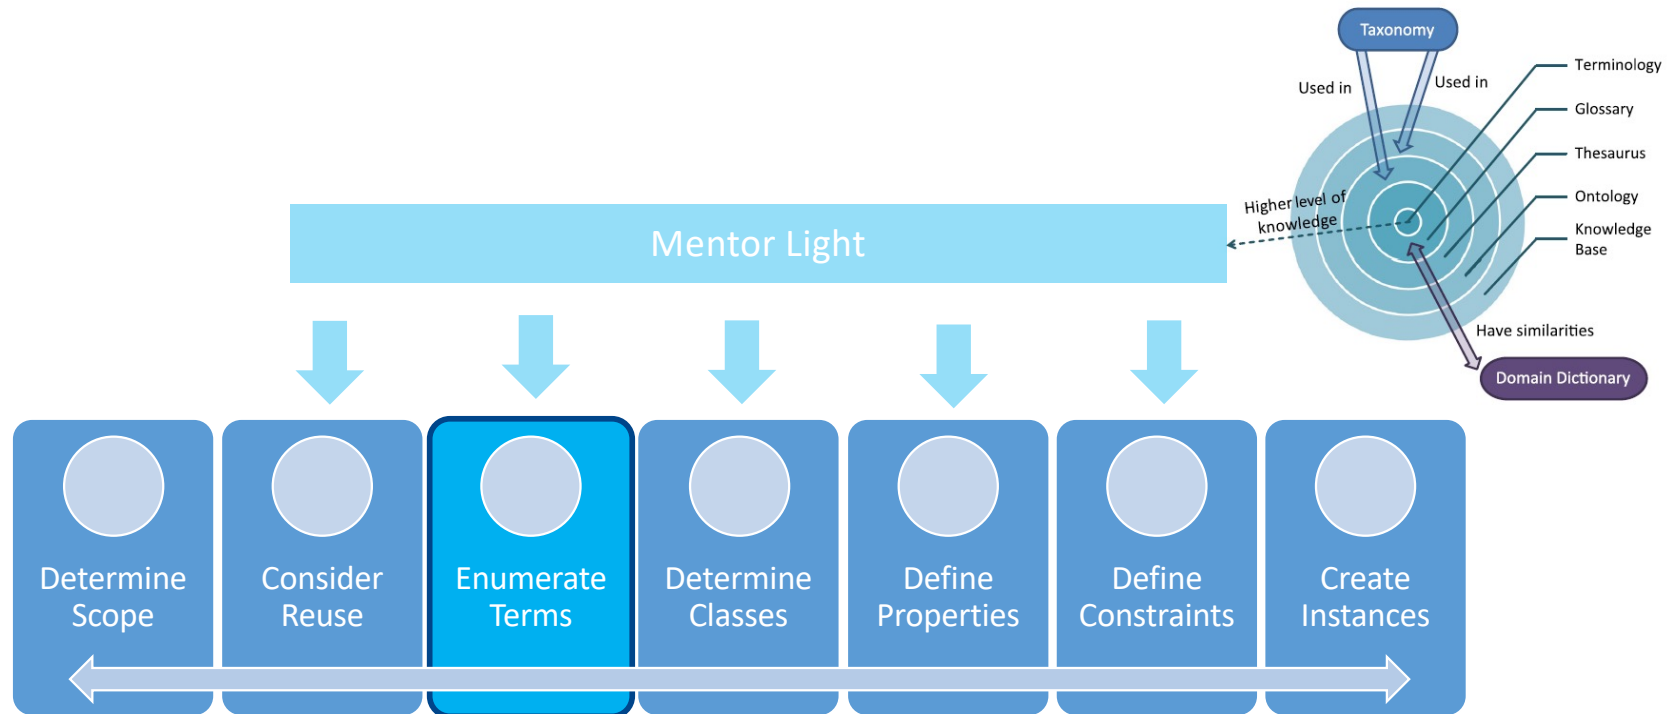 Taxonomy
Used in
Used in
Terminology
Glossary
Thesaurus
Ontology
Knowledge
Base
Higher level of
knowledge
Have similarities
Domain Dictionary
Mentor Light
Determine
Scope
Consider
Reuse
Enumerate
Terms
Determine
Classes
Define
Properties
Define
Constraints
Create
Instances